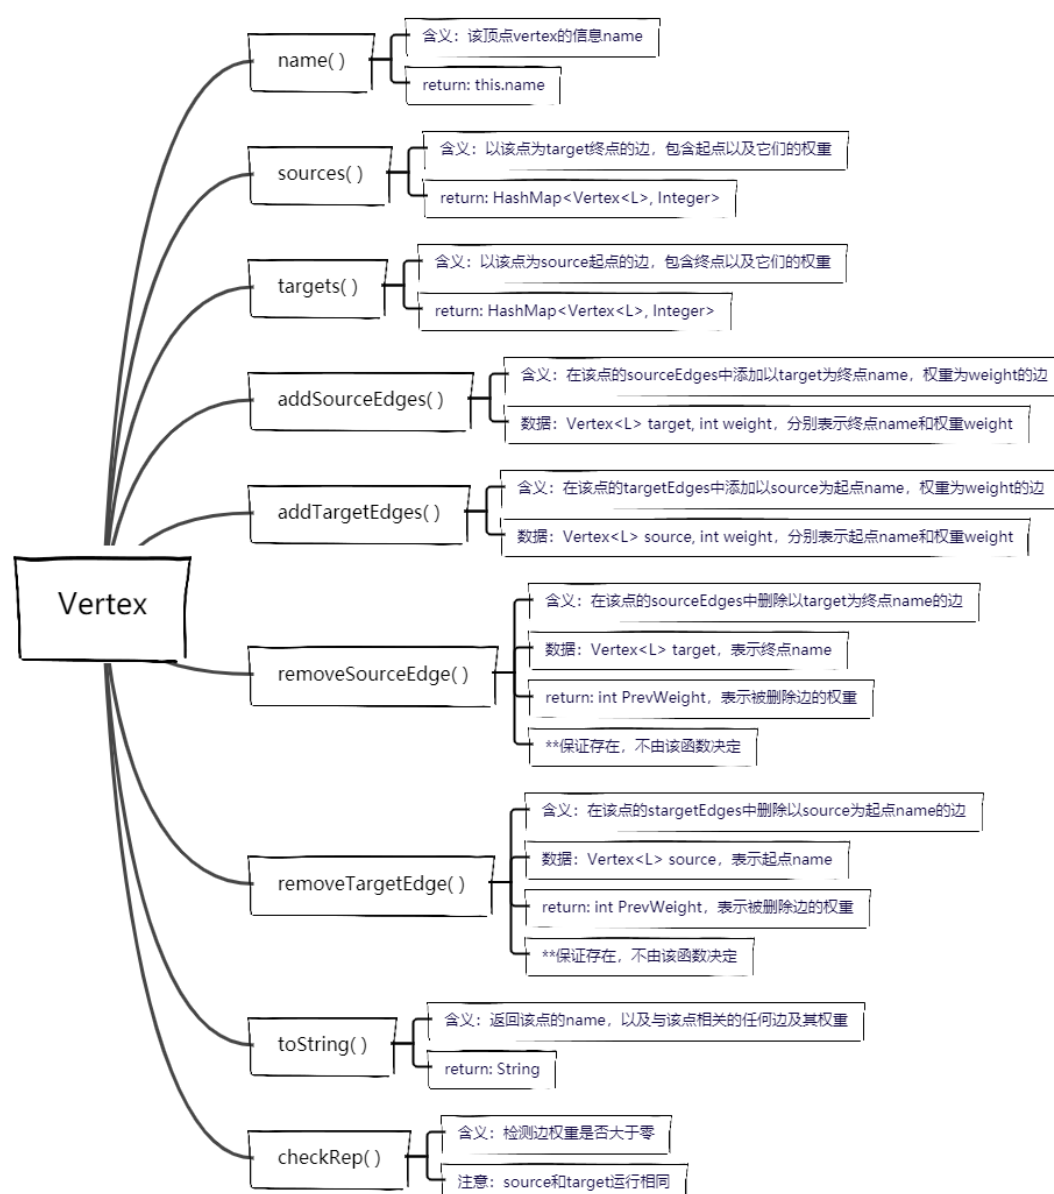 name( )
含义：该顶点vertex的信息name
return: this.name
sources( )
含义：以该点为target终点的边，包含起点以及它们的权重
return: HashMap<Vertex<L>, Integer>
targets( )
含义：以该点为source起点的边，包含终点以及它们的权重
return: HashMap<Vertex<L>, Integer>
addSourceEdges( )
含义：在该点的sourceEdges中添加以target为终点name，权重为weight的边
数据：Vertex<L> target, int weight，分别表示终点name和权重weight
addTargetEdges( )
含义：在该点的targetEdges中添加以source为起点name，权重为weight的边
数据：Vertex<L> source, int weight，分别表示起点name和权重weight
Vertex
removeSourceEdge( )
含义：在该点的sourceEdges中删除以target为终点name的边
数据：Vertex<L> target，表示终点name
return: int PrevWeight，表示被删除边的权重
**保证存在，不由该函数决定
removeTargetEdge( )
含义：在该点的stargetEdges中删除以source为起点name的边
数据：Vertex<L> source，表示起点name
return: int PrevWeight，表示被删除边的权重
**保证存在，不由该函数决定
toString( )
含义：返回该点的name，以及与该点相关的任何边及其权重
return: String
checkRep( )
含义：检测边权重是否大于零
注意：source和target运行相同